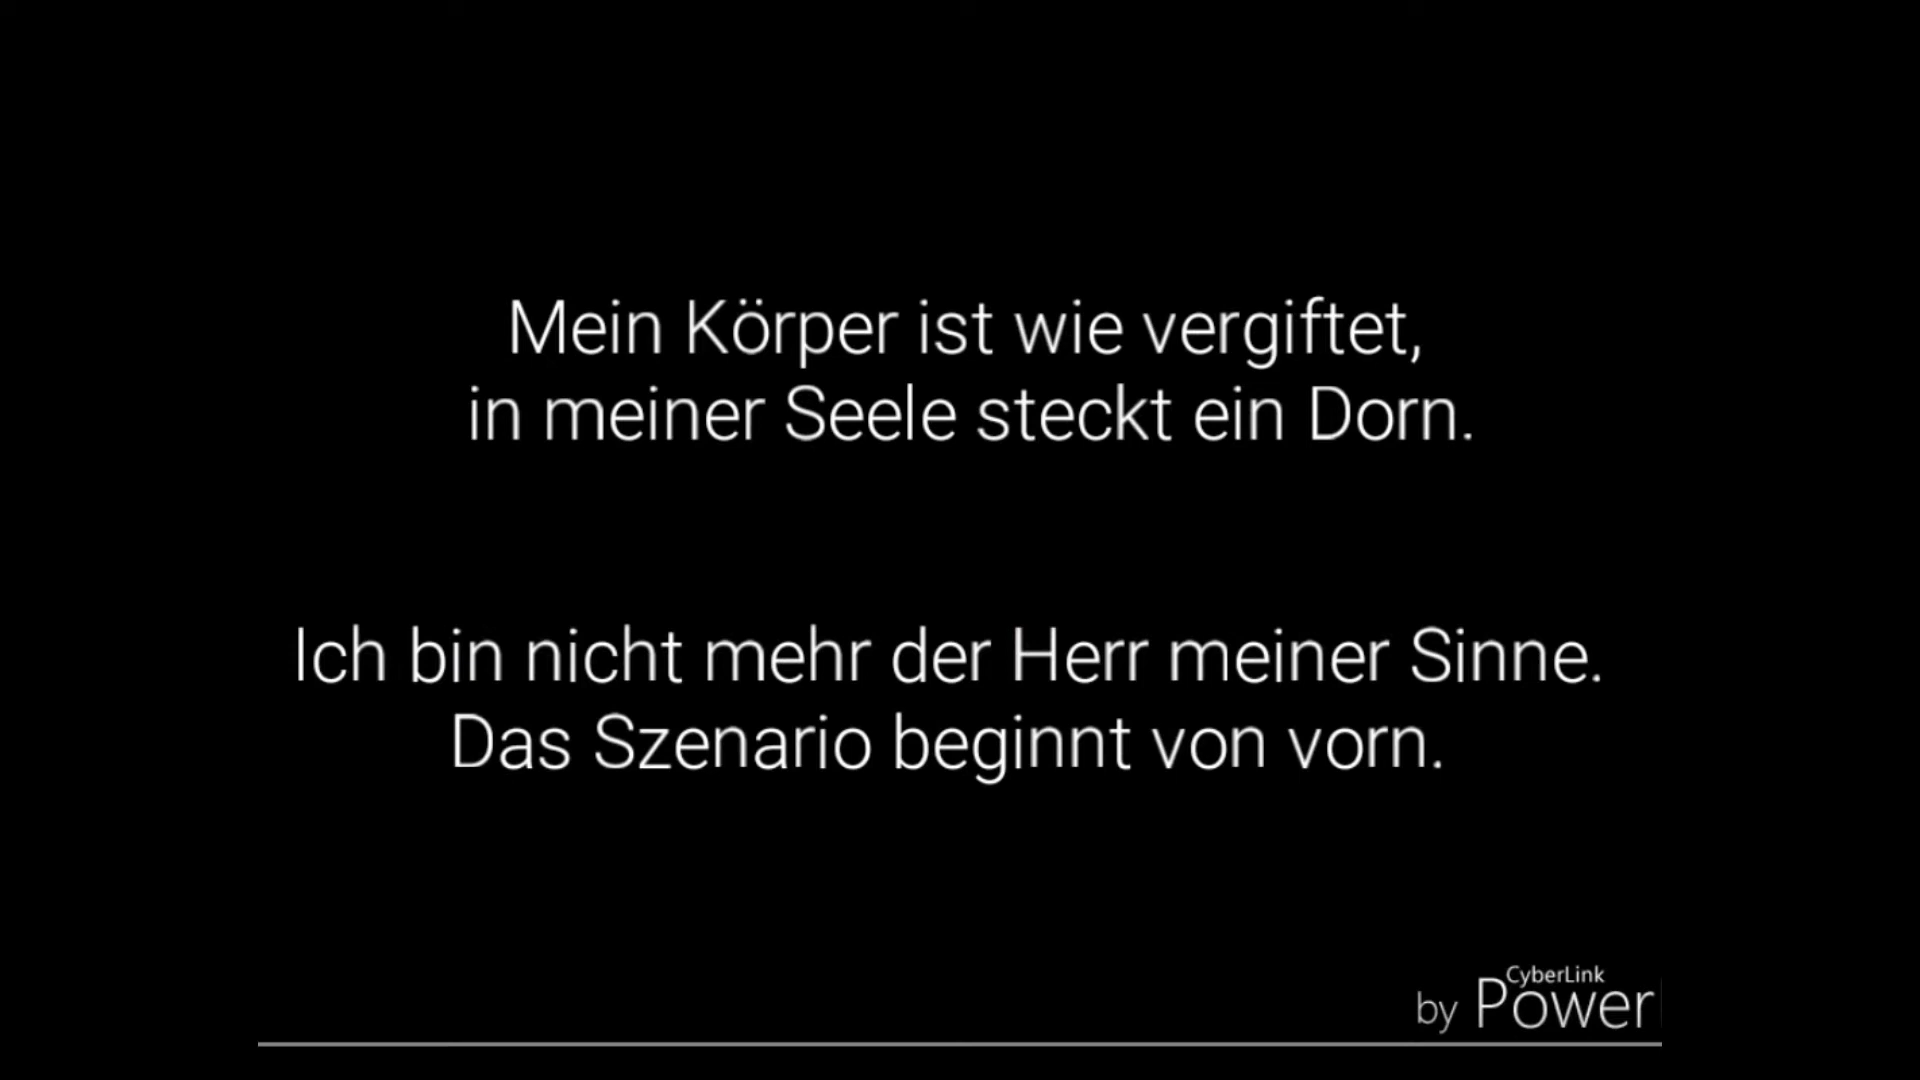 Mein Körper ist wie vergiftet,
in meiner Seele steckt ein Dorn.
Ich bin nicht mehr der Herr meiner Sinne.
Das Szenario beginnt von vorn.
CyberLink
by Power